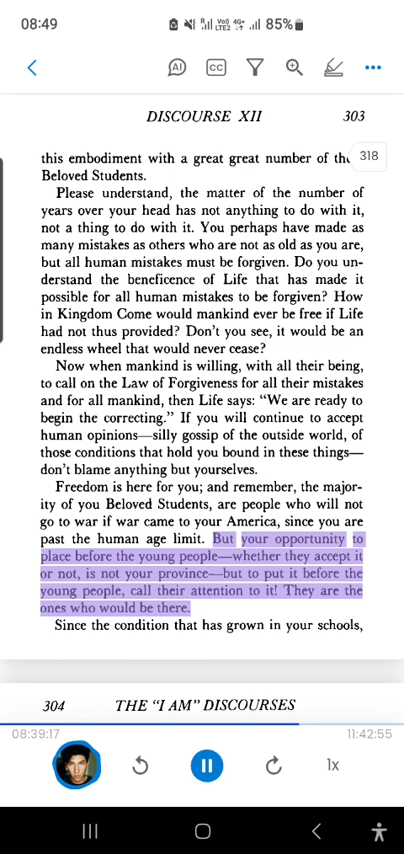 08:49
85%
AI
CC
DISCOURSE XII 303
318
this embodiment with a great great number of
Beloved Students.
Please understand, the matter of the number of
years over your head has not anything to do with it,
not a thing to do with it. You perhaps have made as
many mistakes as others who are not as old as you are,
but all human mistakes must be forgiven. Do you un-
derstand the beneficence of Life that has made it
possible for all human mistakes to be forgiven? How
in Kingdom Come would mankind ever be free if Life
had not thus provided? Don't you see, it would be an
endless wheel that would never cease?
Now when mankind is willing, with all their being,
to call on the Law of Forgiveness for all their mistakes
and for all mankind, then Life says: “We are ready to
begin the correcting.” If you will continue to accept
human opinions—silly gossip of the outside world, of
those conditions that hold you bound in these things—
don't blame anything but yourselves.
Freedom is here for you; and remember, the major-
ity of you Beloved Students, are people who will not
go to war if war came to your America, since you are
past the human age limit. But your opportunity to
place before the young people—whether they accept it
or not, is not your province—but to put it before the
young people, call their attention to it! They are the
ones who would be there.
Since the condition that has grown in your schools,
304 THE “I AM” DISCOURSES
08:39:17 11:42:55
1x